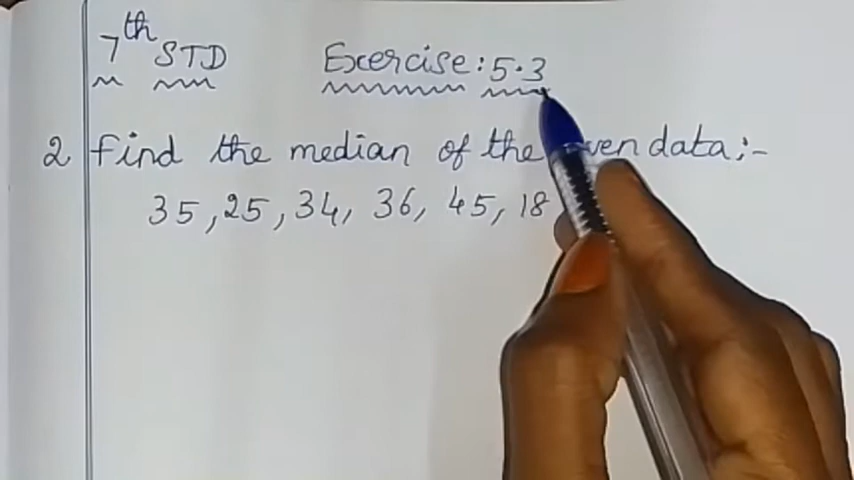 7th STD Exercise : 5.3
2 Find the median of the data :-
35, 25, 34, 36, 45, 18